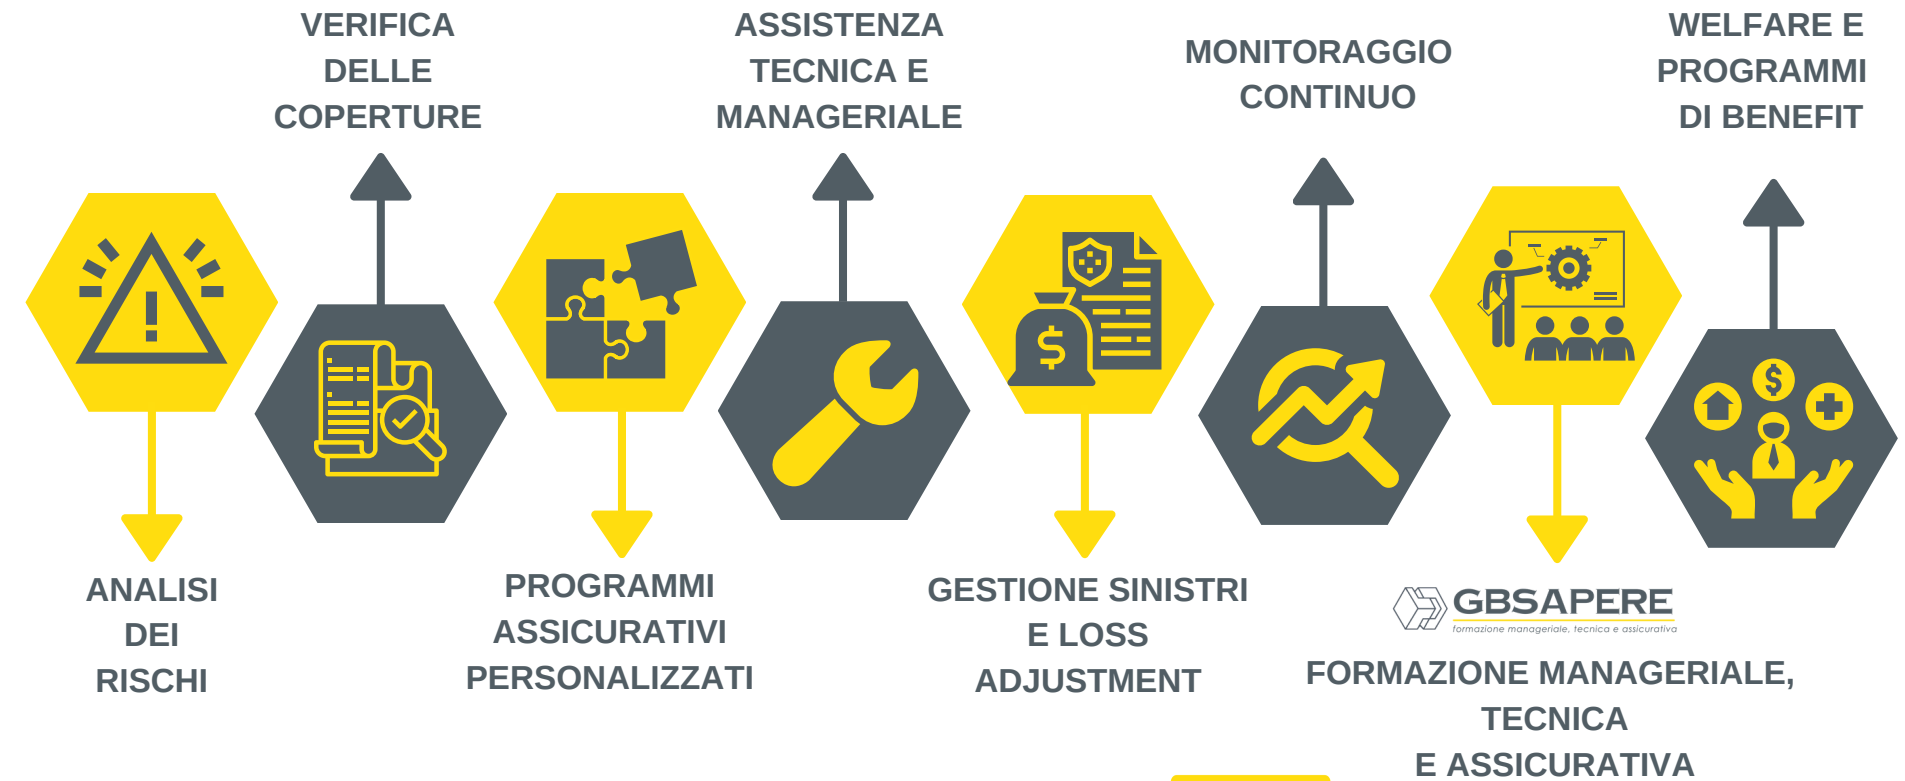 VERIFICA
DELLE
COPERTURE
ASSISTENZA
TECNICA E
MANAGERIALE
MONITORAGGIO
CONTINUO
WELFARE E
PROGRAMMI
DI BENEFIT
ANALISI
DEI
RISCHI
PROGRAMMI
ASSICURATIVI
PERSONALIZZATI
GESTIONE SINISTRI
E LOSS
ADJUSTMENT
GBSAPERE
formazione manageriale, tecnica e assicurativa
FORMAZIONE MANAGERIALE,
TECNICA
E ASSICURATIVA